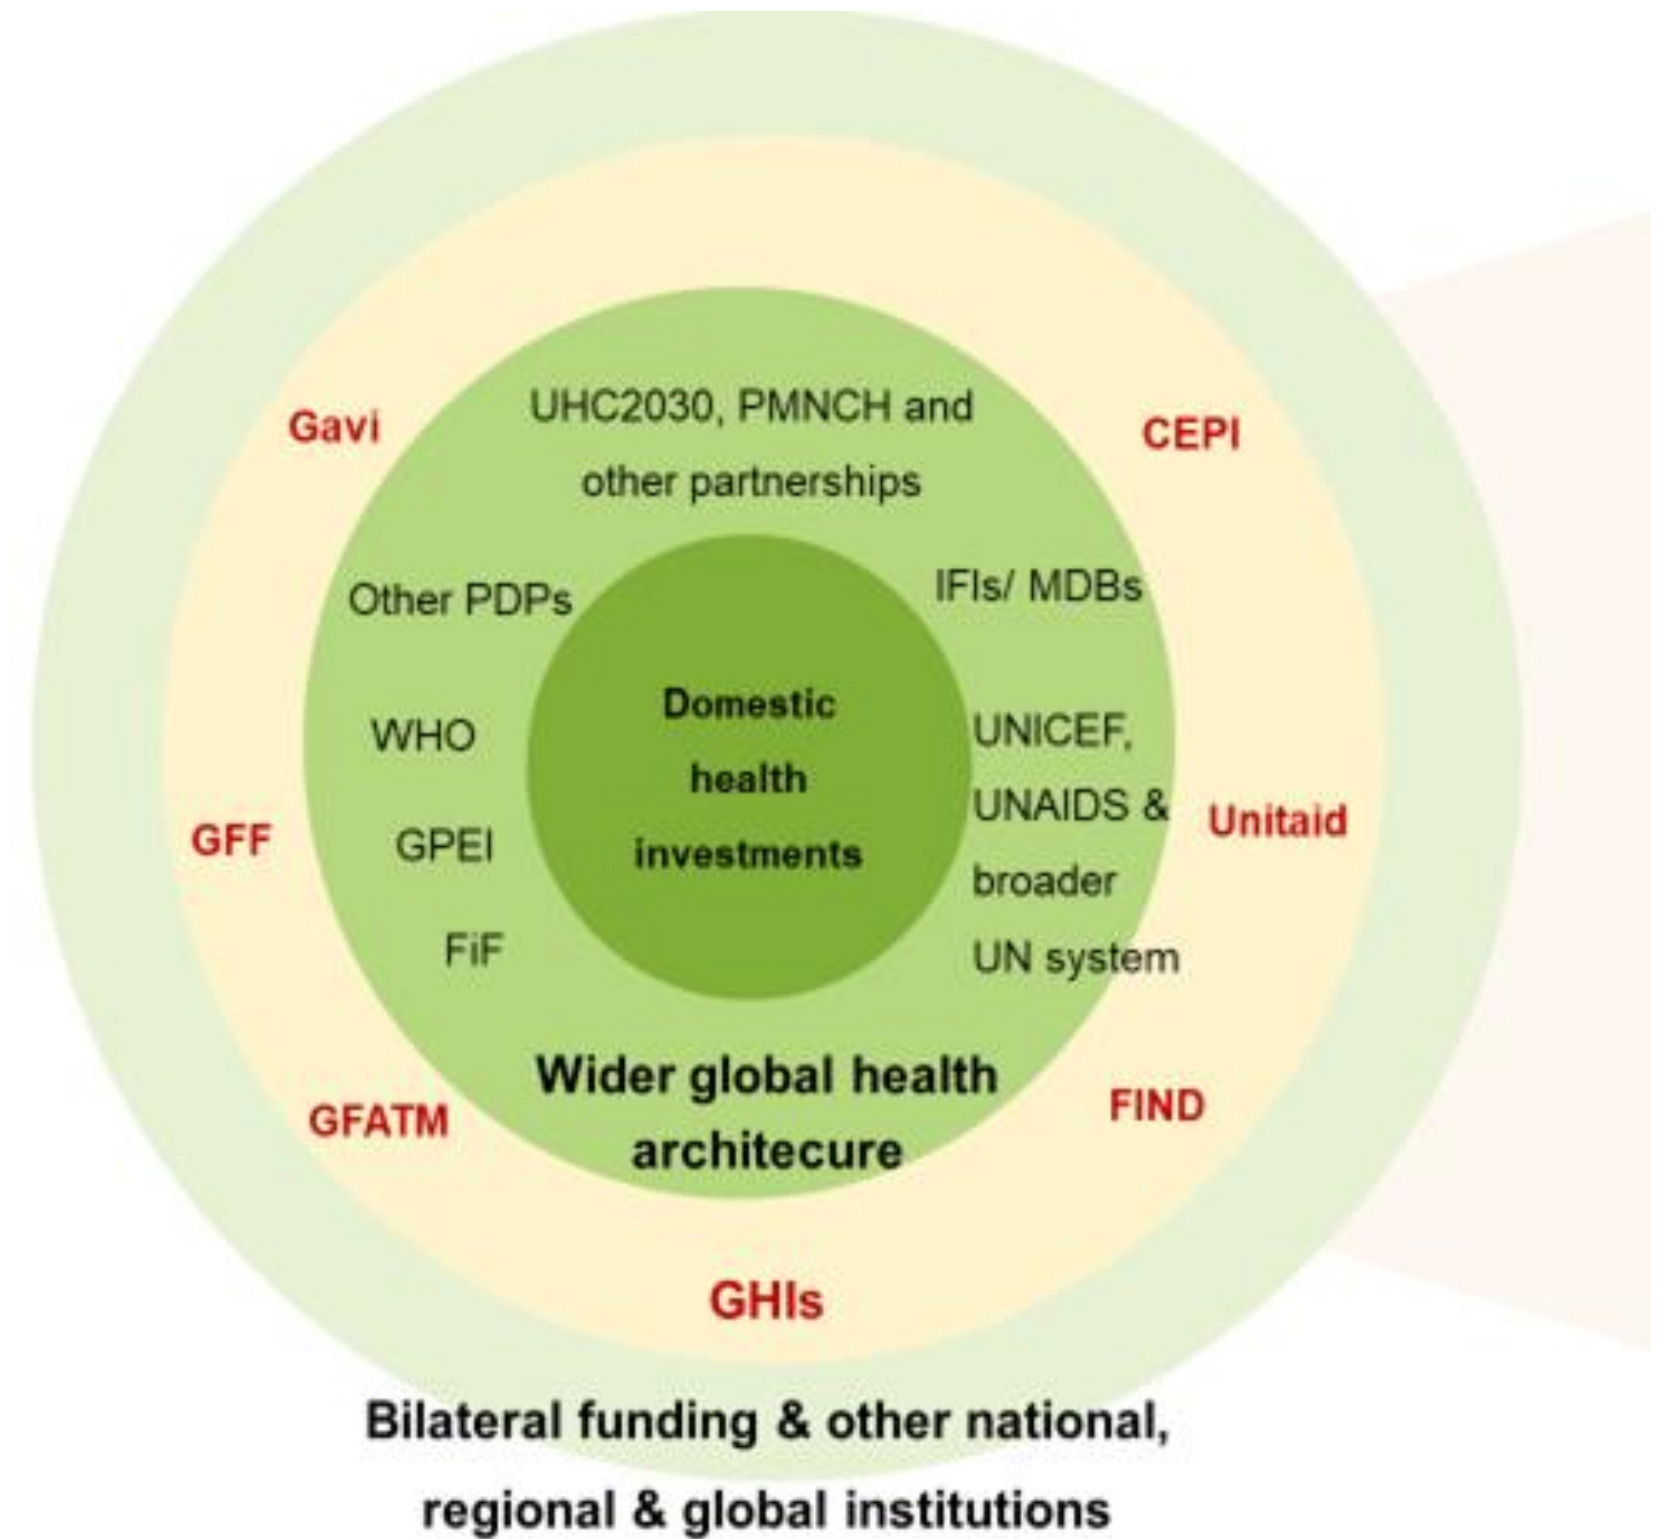 UHC2030, PMNCH and
other partnerships
Gavi
CEPI
Other PDPs
IFIs/ MDBs
WHO
GPEI
FiF
Domestic
health
investments
UNICEF,
UNAIDS &
broader
UN system
GFF
Unitaid
GFATM
FIND
Wider global health
architecure
GHIs
Bilateral funding & other national,
regional & global institutions